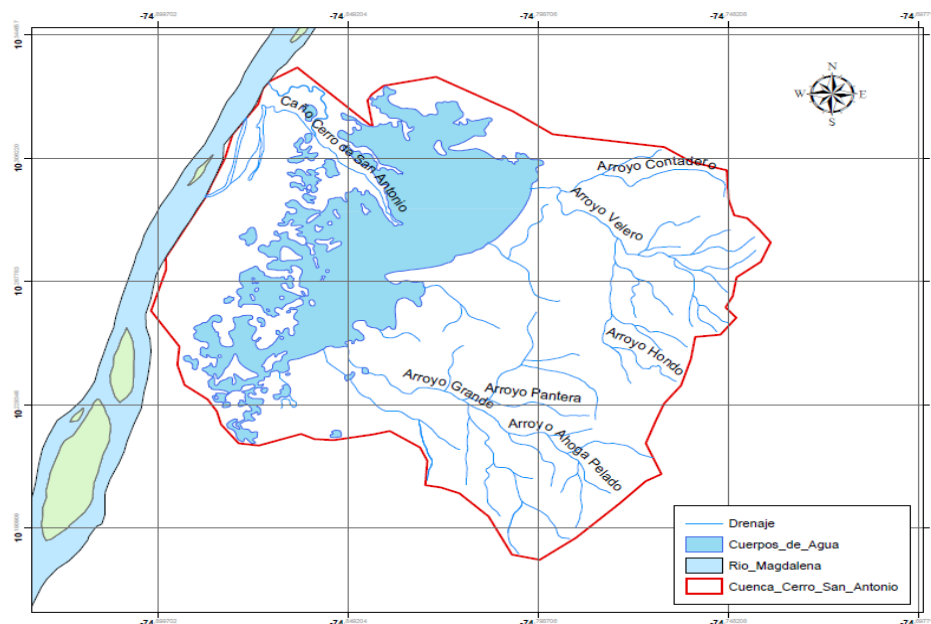 -74
-74
-74
-74
-74
10
10
10
10
10
N
W
E
S
Caño Cerro de San Antonio
Arroyo Contadero
Arroyo Velero
Arroyo Hondo
Arroyo Grande
Arroyo Pantera
Arroyo Ahoga Pelado
Drenaje
Cuerpos_de_Agua
Rio_Magdalena
Cuenca_Cerro_San_Antonio